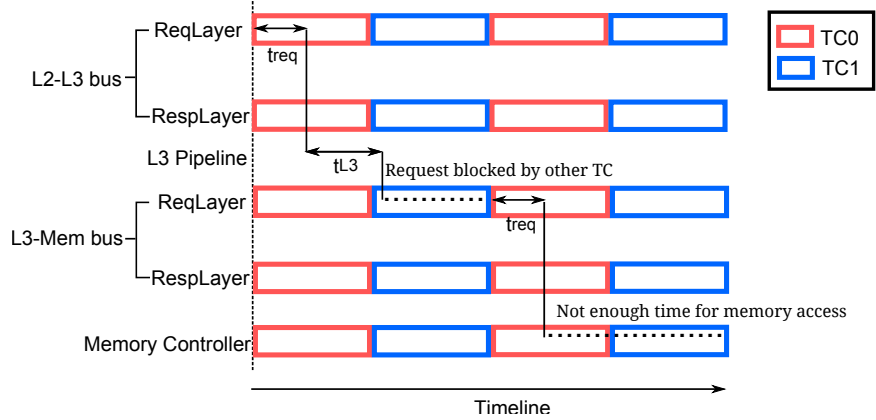 ReqLayer
TC0
TC1
treq
L2-L3 bus
RespLayer
L3 Pipeline
tL3
Request blocked by other TC
ReqLayer
treq
L3-Mem bus
RespLayer
Not enough time for memory access
Memory Controller
Timeline